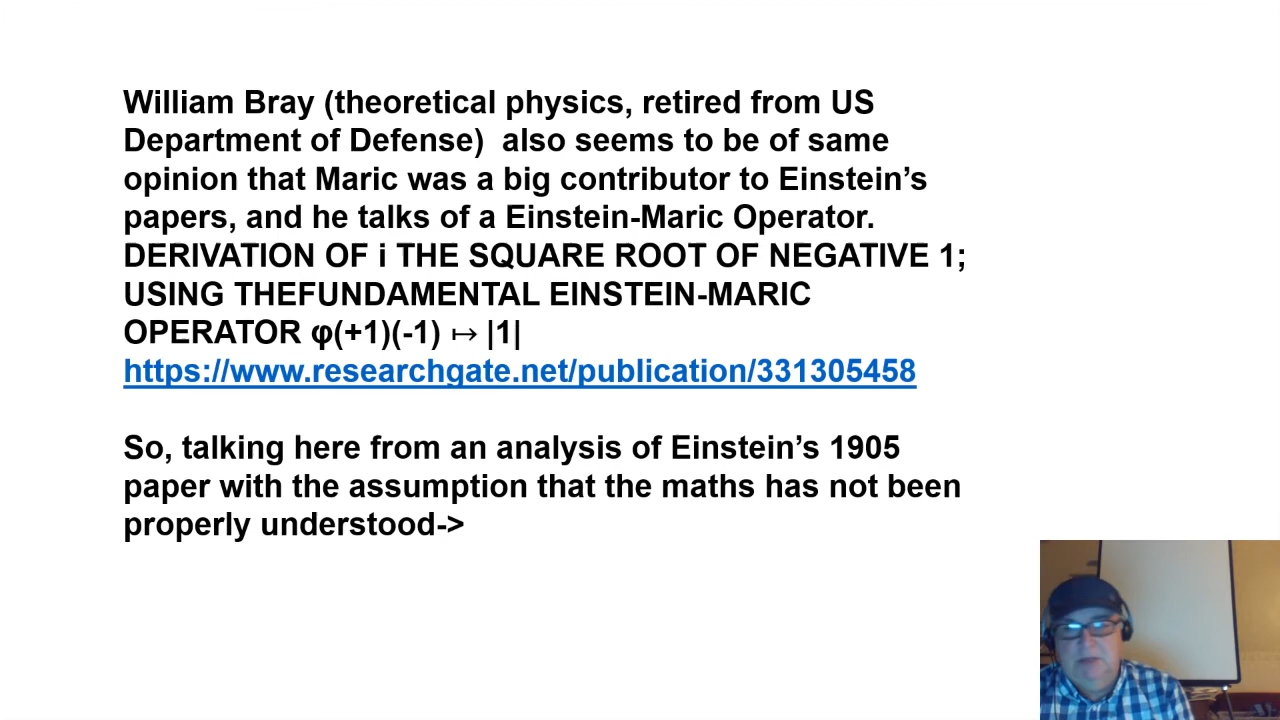 William Bray (theoretical physics, retired from US
Department of Defense)  also seems to be of same
opinion that Maric was a big contributor to Einstein’s
papers, and he talks of a Einstein-Maric Operator.
DERIVATION OF i THE SQUARE ROOT OF NEGATIVE 1;
USING THEFUNDAMENTAL EINSTEIN-MARIC
OPERATOR φ(+1)(-1) ↦ |1|
https://www.researchgate.net/publication/331305458
So, talking here from an analysis of Einstein’s 1905
paper with the assumption that the maths has not been
properly understood->